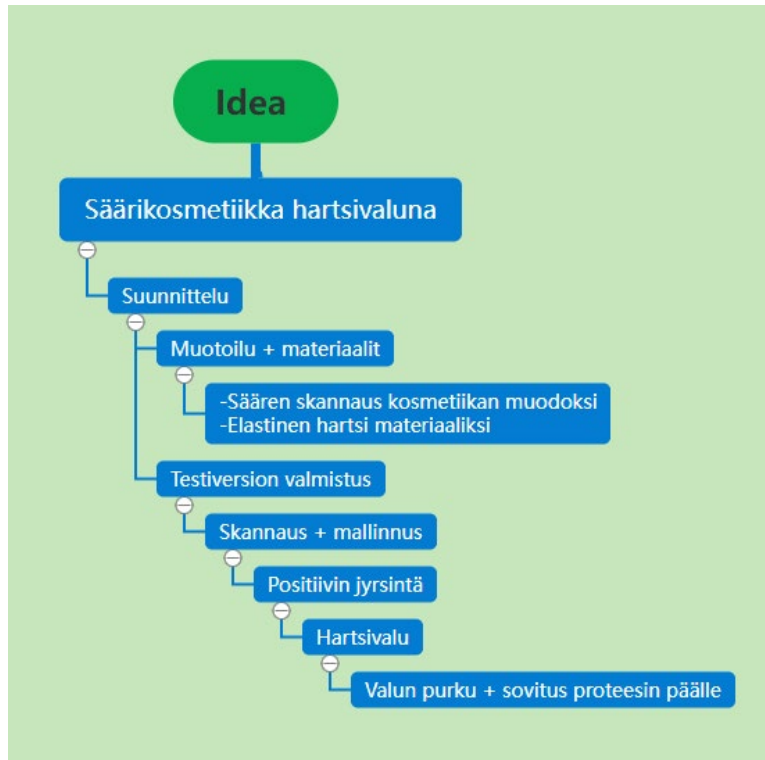 Idea
Säärikosmetiikka hartsivaluna
Suunnittelu
Muotoilu + materiaalit
-Säären skannaus kosmetiikan muodoksi
-Elastinen hartsi materiaaliksi
Testiversion valmistus
Skannaus + mallinnus
Positiivin jyrsintä
Hartsivalu
Valun purku + sovitus proteesin päälle